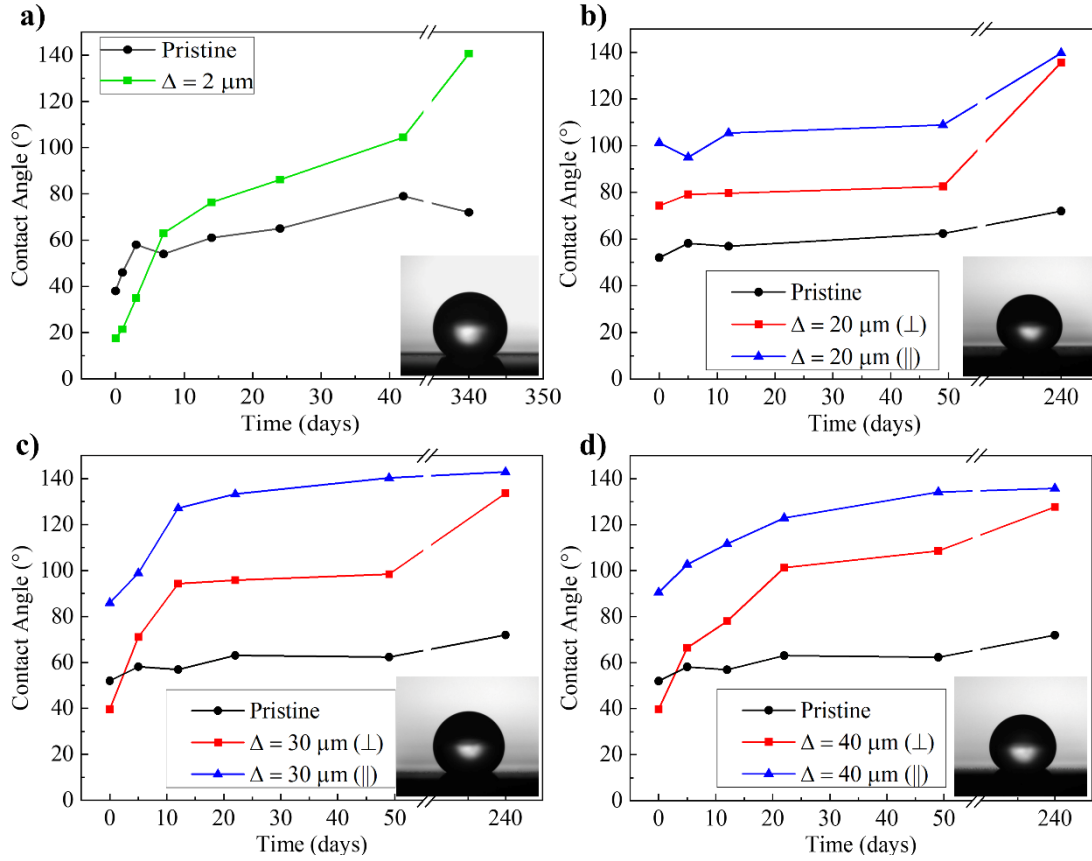 a)
Pristine
Δ = 2 μm
Contact Angle (°)
140
120
100
80
60
40
20
0
0 10 20 30 40 340 350
Time (days)
b)
Contact Angle (°)
140
120
100
80
60
40
20
0
Pristine
Δ = 20 μm (⊥)
Δ = 20 μm (||)
0 10 20 30 40 50 240
Time (days)
c)
Contact Angle (°)
140
120
100
80
60
40
20
0
Pristine
Δ = 30 μm (⊥)
Δ = 30 μm (||)
0 10 20 30 40 50 240
Time (days)
d)
Contact Angle (°)
140
120
100
80
60
40
20
0
Pristine
Δ = 40 μm (⊥)
Δ = 40 μm (||)
0 10 20 30 40 50 240
Time (days)